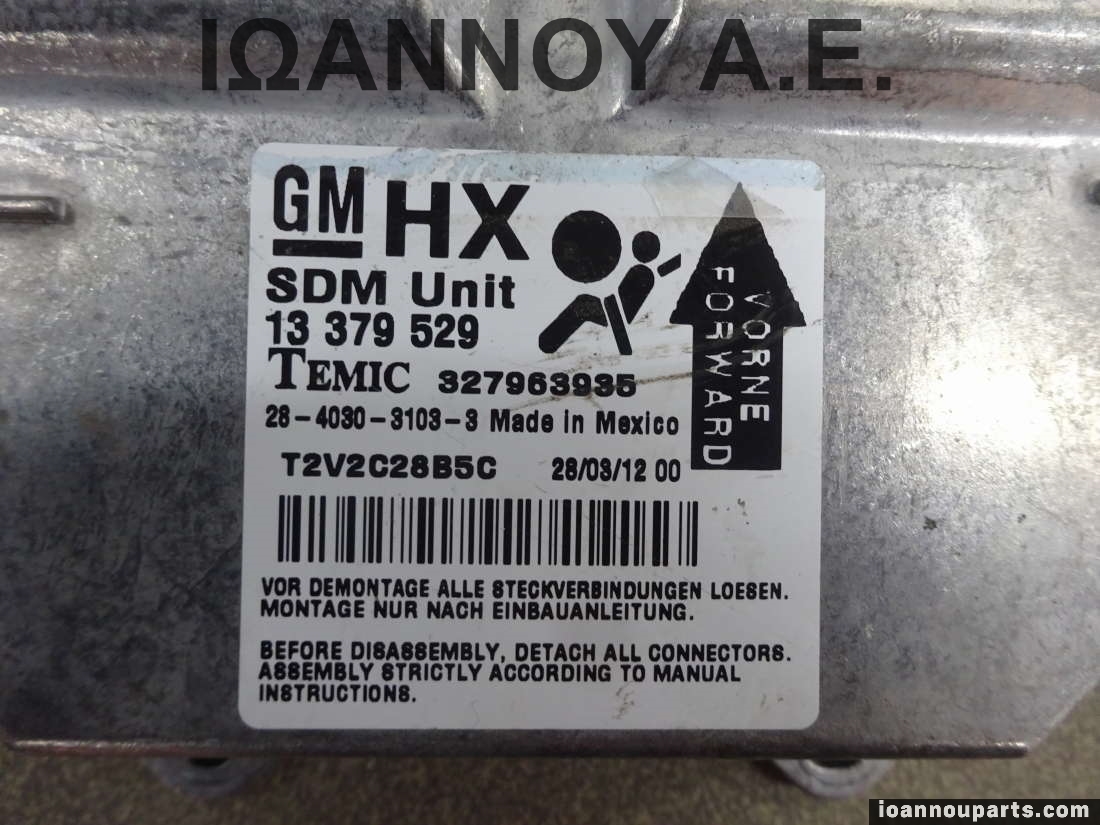 ΙΩΑΝΝΟΥ Α.Ε.
GM HX
SDM Unit
13 379 529
TEMIC 327963935
28-4030-3103-3 Made in Mexico
T2V2C28B5C 28/03/12 00
VORNE
FORWARD
VOR DEMONTAGE ALLE STECKVERBINDUNGEN LOESEN.
MONTAGE NUR NACH EINBAUANLEITUNG.
BEFORE DISASSEMBLY, DETACH ALL CONNECTORS.
ASSEMBLY STRICTLY ACCORDING TO MANUAL
INSTRUCTIONS.
ioannouparts.com